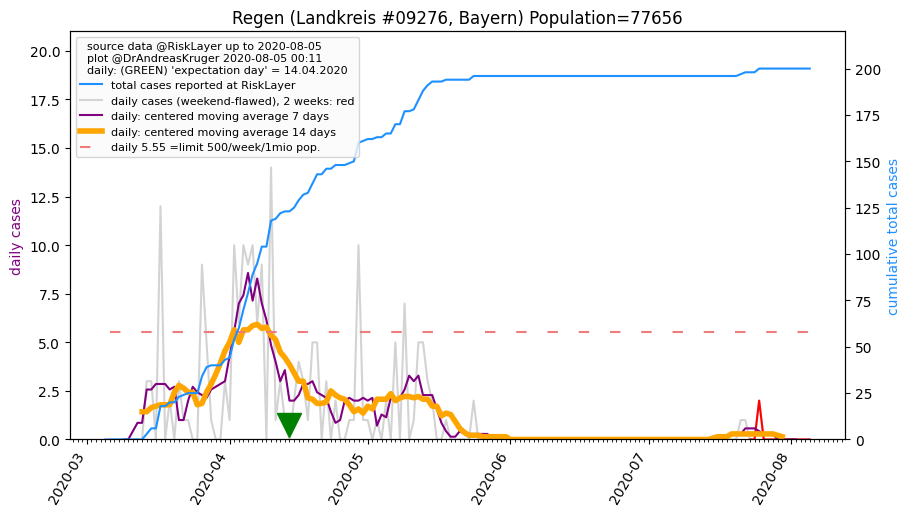 Regen (Landkreis #09276, Bayern) Population=77656
source data @RiskLayer up to 2020-08-05
plot @DrAndreasKruger 2020-08-05 00:11
daily: (GREEN) 'expectation day' = 14.04.2020
total cases reported at RiskLayer
daily cases (weekend-flawed), 2 weeks: red
daily: centered moving average 7 days
daily: centered moving average 14 days
daily 5.55 =limit 500/week/1mio pop.
daily cases
20.0
17.5
15.0
12.5
10.0
7.5
5.0
2.5
0.0
200
175
150
125
100
75
50
25
0
cumulative total cases
2020-03
2020-04
2020-05
2020-06
2020-07
2020-08